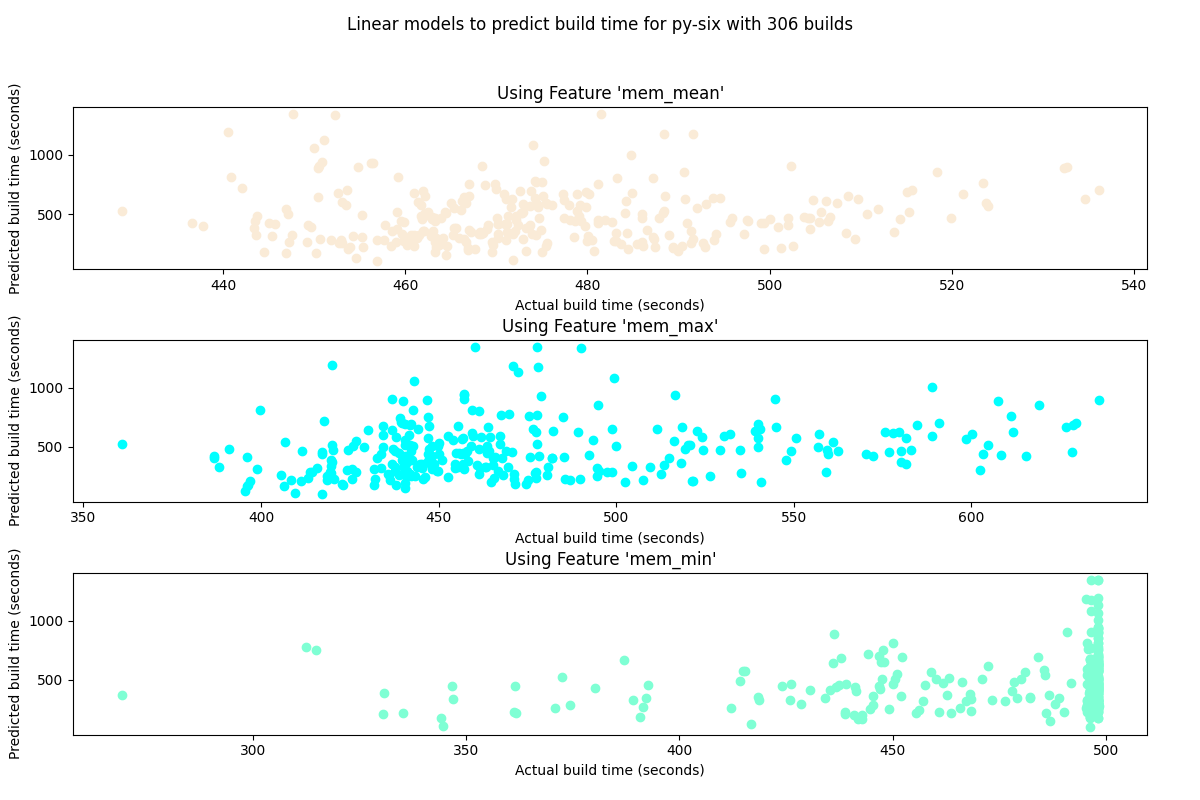 Linear models to predict build time for py-six with 306 builds
Using Feature 'mem_mean'
Predicted build time (seconds)
1000
500
440 460 480 500 520 540
Actual build time (seconds)
Using Feature 'mem_max'
Predicted build time (seconds)
1000
500
350 400 450 500 550 600
Actual build time (seconds)
Using Feature 'mem_min'
Predicted build time (seconds)
1000
500
300 350 400 450 500
Actual build time (seconds)